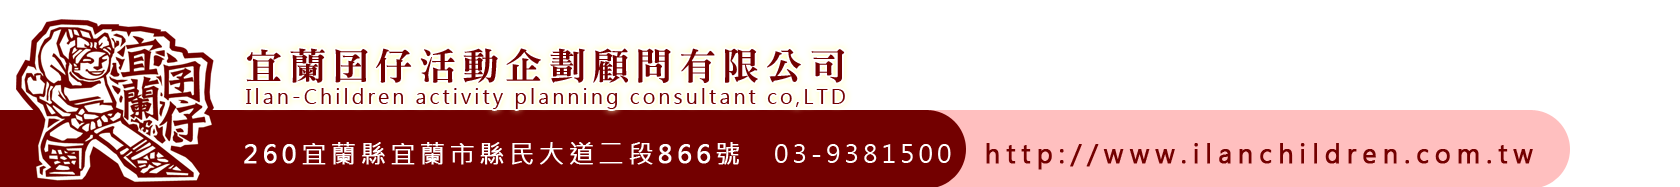 宜蘭囝仔
宜蘭囝仔活動企劃顧問有限公司
Ilan-Children activity planning consultant co,LTD
260宜蘭縣宜蘭市縣民大道二段866號 03-9381500 http://www.ilanchildren.com.tw